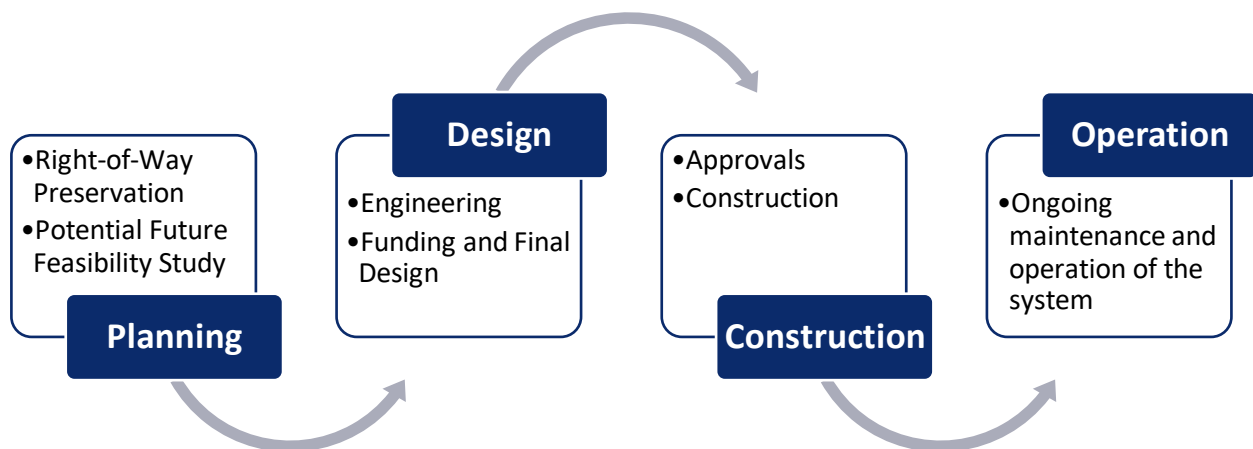 •Right-of-Way
Preservation
•Potential Future
Feasibility Study
Planning
Design
•Engineering
•Funding and Final
Design
•Approvals
•Construction
Construction
Operation
•Ongoing
maintenance and
operation of the
system